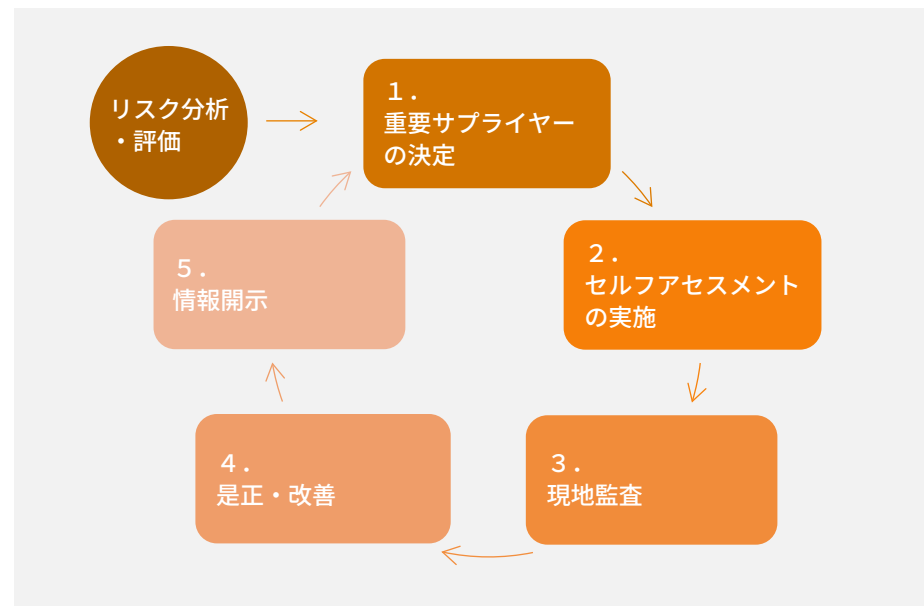 リスク分析
・評価
１．
重要サプライヤー
の決定
２．
セルフアセスメント
の実施
３．
現地監査
４．
是正・改善
５．
情報開示